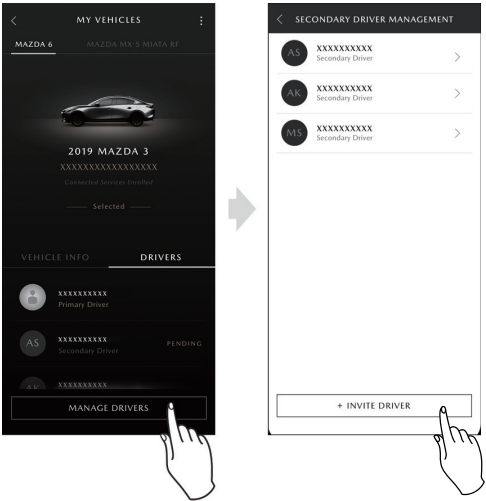 MY VEHICLES
MAZDA 6 MAZDA MX-5 MIATA RF
2019 MAZDA 3
XXXXXXXXXXXXXXXXX
Connected Services Enrolled
Selected
VEHICLE INFO DRIVERS
XXXXXXXXXX
Primary Driver
AS
XXXXXXXXXX
Secondary Driver
PENDING
AK
XXXXXXXXXX
MANAGE DRIVERS
SECONDARY DRIVER MANAGEMENT
AS
XXXXXXXXXX
Secondary Driver
AK
XXXXXXXXXX
Secondary Driver
MS
XXXXXXXXXX
Secondary Driver
+ INVITE DRIVER